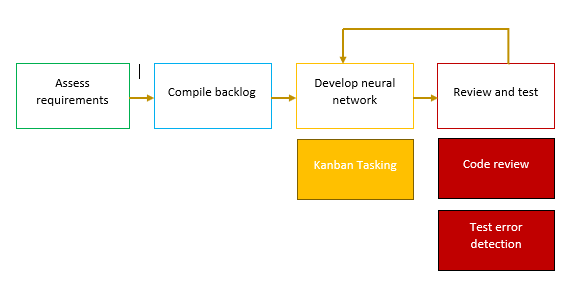 Assess
requirements
Compile backlog
Develop neural
network
Review and test
Kanban Tasking
Code review
Test error
detection